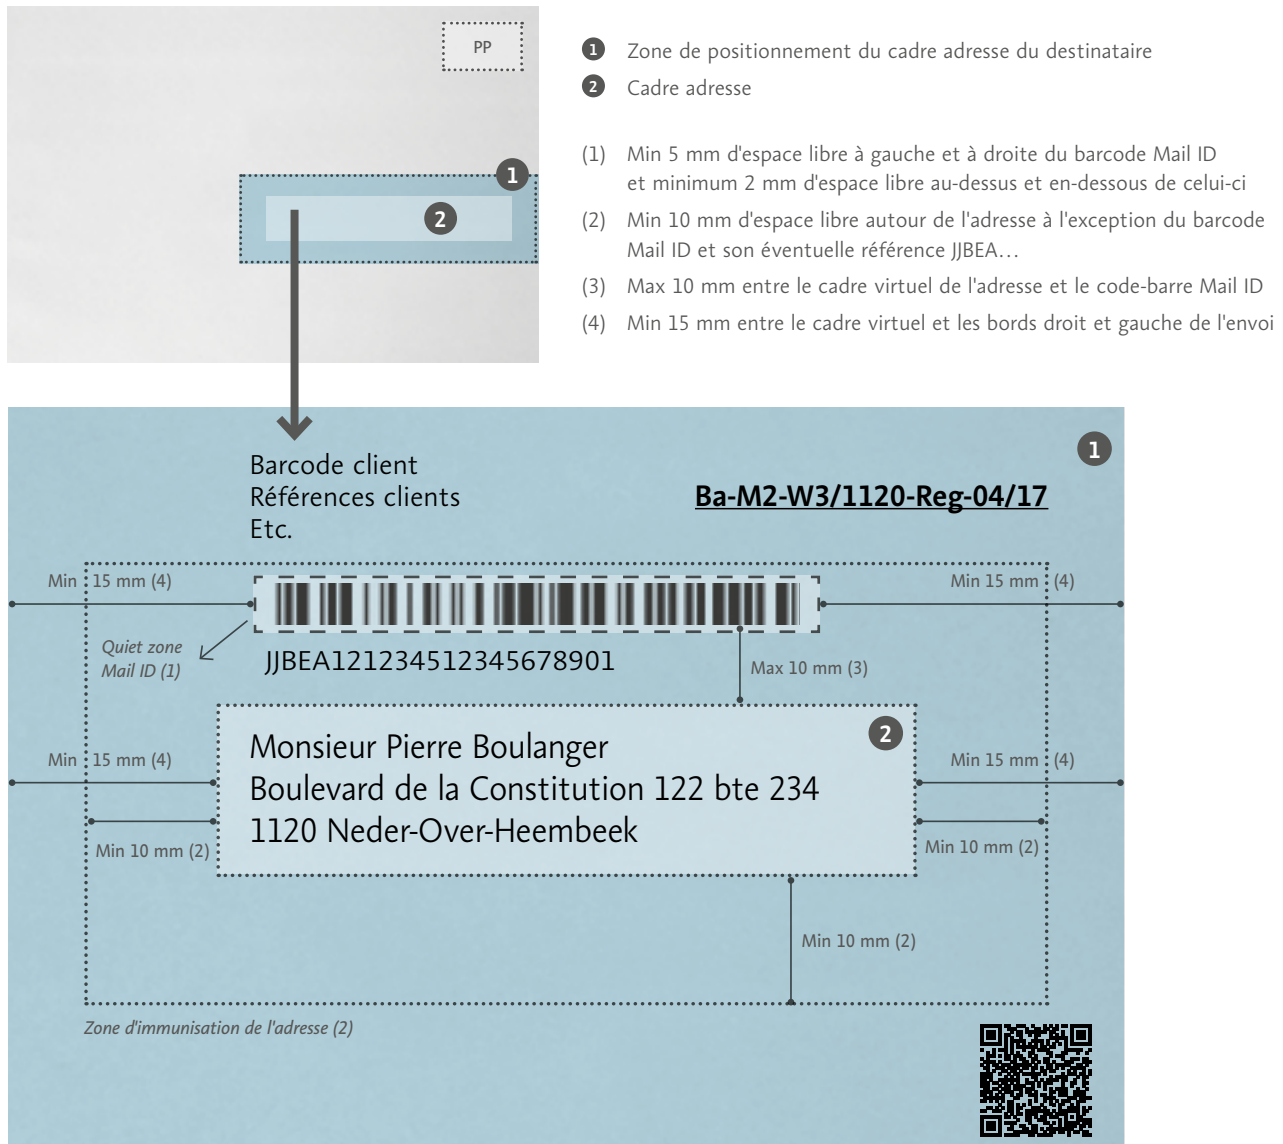 PP
1 Zone de positionnement du cadre adresse du destinataire
2 Cadre adresse
(1) Min 5 mm d'espace libre à gauche et à droite du barcode Mail ID
et minimum 2 mm d'espace libre au-dessus et en-dessous de celui-ci
(2) Min 10 mm d'espace libre autour de l'adresse à l'exception du barcode
Mail ID et son éventuelle référence JJBEA…
(3) Max 10 mm entre le cadre virtuel de l'adresse et le code-barre Mail ID
(4) Min 15 mm entre le cadre virtuel et les bords droit et gauche de l'envoi
1
2
1
Barcode client
Références clients
Etc.
Ba-M2-W3/1120-Reg-04/17
Min 15 mm (4)
Min 15 mm (4)
Quiet zone
Mail ID (1)
JJBEA121234512345678901
Max 10 mm (3)
2
Monsieur Pierre Boulanger
Boulevard de la Constitution 122 bte 234
1120 Neder-Over-Heembeek
Min 15 mm (4)
Min 15 mm (4)
Min 10 mm (2)
Min 10 mm (2)
Min 10 mm (2)
Zone d'immunisation de l'adresse (2)